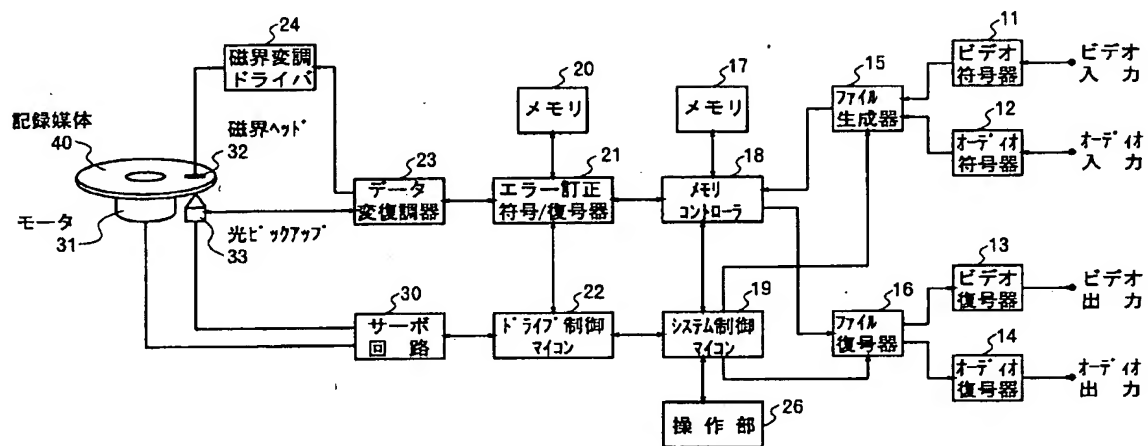 24
磁界変調
ドライバ
20
メモリ
17
メモリ
11
ビデオ
符号器
ビデオ
入 力
15
ファイル
生成器
12
オーディオ
符号器
オーディオ
入 力
記録媒体
40
磁界ヘッド
32
23
データ
変復調器
21
エラー訂正
符号/復号器
18
メモリ
コントローラ
モータ
31
光ピックアップ
33
13
ビデオ
復号器
ビデオ
出 力
30
サーボ
回 路
22
ドライブ制御
マイコン
19
システム制御
マイコン
16
ファイル
復号器
14
オーディオ
復号器
オーディオ
出 力
操 作 部
26